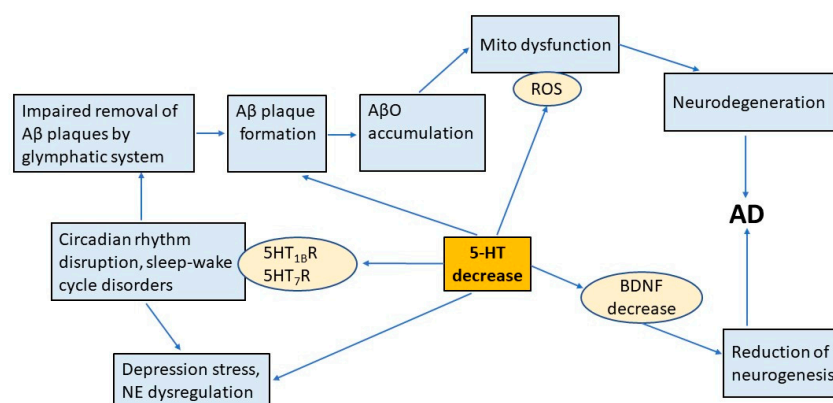 Mito dysfunction
ROS
Impaired removal of
Aβ plaques by
glymphatic system
Aβ plaque
formation
AβO
accumulation
Neurodegeneration
AD
Circadian rhythm
disruption, sleep-wake
cycle disorders
5HT₁BR
5HT₇R
5-HT
decrease
BDNF
decrease
Depression stress,
NE dysregulation
Reduction of
neurogenesis